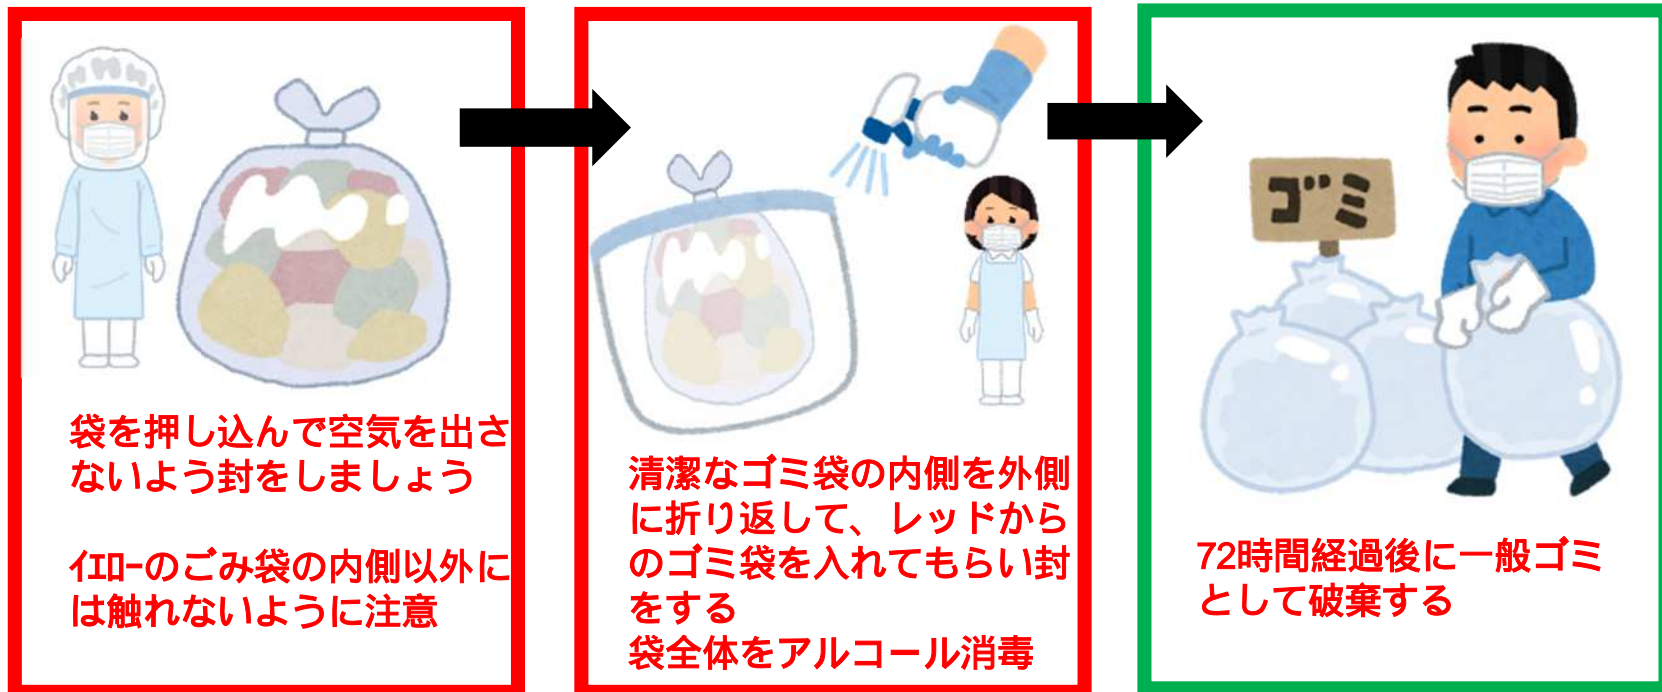 袋を押し込んで空気を出さ
ないよう封をしましょう
ｲｴﾛｰのごみ袋の内側以外に
は触れないように注意
清潔なゴミ袋の内側を外側
に折り返して、レッドから
のゴミ袋を入れてもらい封
をする
袋全体をアルコール消毒
ゴミ
72時間経過後に一般ゴミ
として破棄する